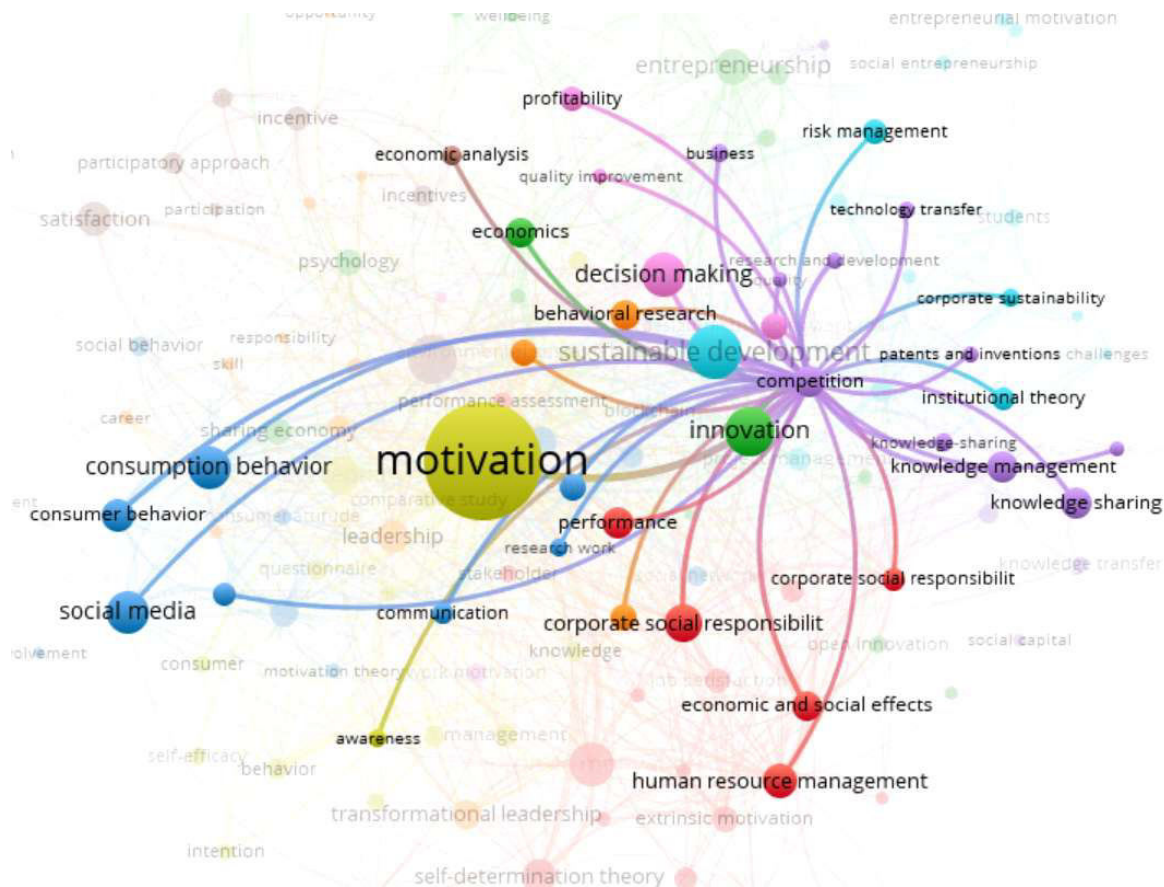 opportunity
wellbeing
entrepreneurial motivation
entrepreneurship
social entrepreneurship
profitability
incentive
risk management
economic analysis
business
participatory approach
quality improvement
incentives
participation
technology transfer
satisfaction
students
economics
psychology
research and development
decision making
quality
corporate sustainability
behavioral research
responsibility
social behavior
sustainable development
patents and inventions
challenges
skill
competition
performance assessment
institutional theory
blockchain
career
sharing economy
innovation
knowledge-sharing
motivation
project management
consumption behavior
knowledge management
comparative study
knowledge sharing
consumer behavior
consumer attitude
performance
leadership
research work
knowledge transfer
questionnaire
stakeholder
corporate social responsibilit
social media
communication
corporate social responsibilit
social capital
open innovation
knowledge
volvement
consumer
motivation theory
work motivation
job satisfaction
economic and social effects
awareness
management
self-efficacy
behavior
human resource management
transformational leadership
extrinsic motivation
intention
self-determination theory